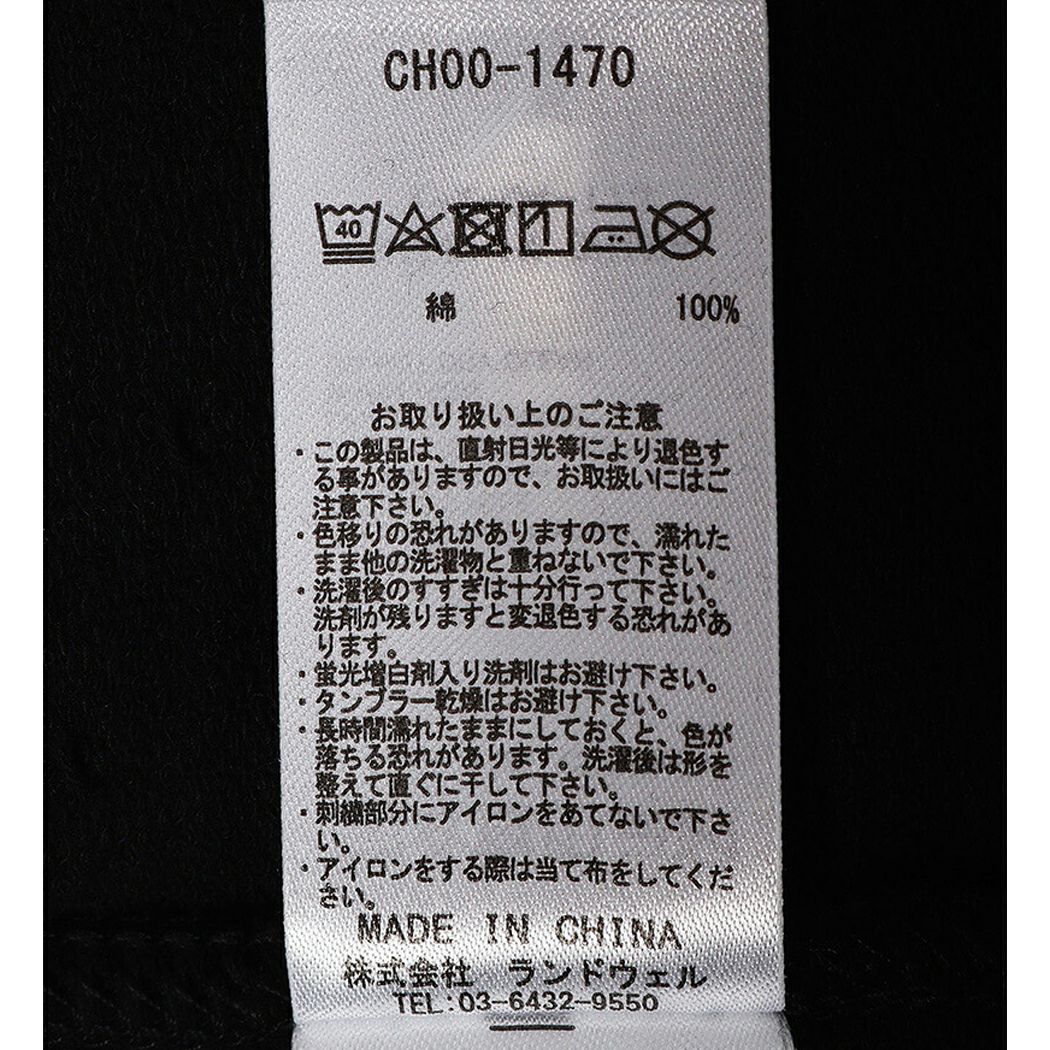 CH00-1470
40
綿 100%
お取り扱い上のご注意
・この製品は、直射日光等により退色す
る事がありますので、お取扱いにはご
注意下さい。
・色移りの恐れがありますので、濡れた
まま他の洗濯物と重ねないで下さい。
・洗濯後のすすぎは十分行って下さい。
洗剤が残りますと変退色する恐れがあ
ります。
・蛍光増白剤入り洗剤はお避け下さい。
・タンブラー乾燥はお避け下さい。
・長時間濡れたままにしておくと、色が
落ちる恐れがあります。洗濯後は形を
整えて直ぐに干して下さい。
・刺繍部分にアイロンをあてないで下さ
い。
・アイロンをする際は当て布をしてくだ
さい。
MADE IN CHINA
株式会社 ランドウェル
TEL:03-6432-9550